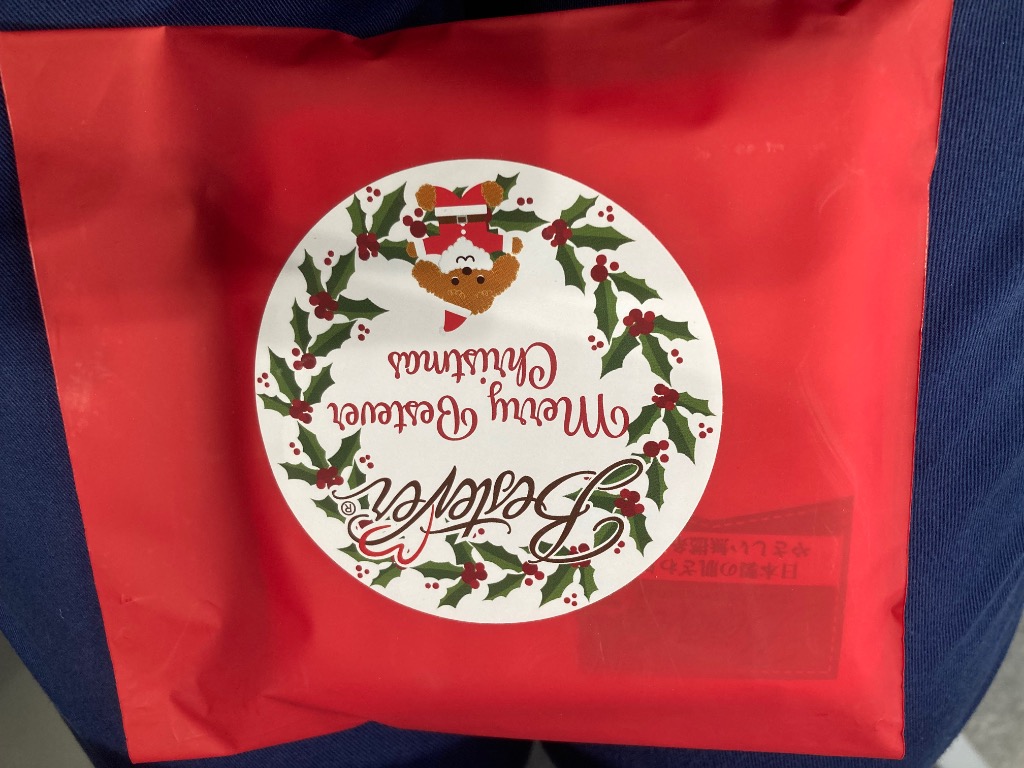 BesteVer®
Merry Bestever
Christmas
日本製の肌ざわ
やさしい無撚糸